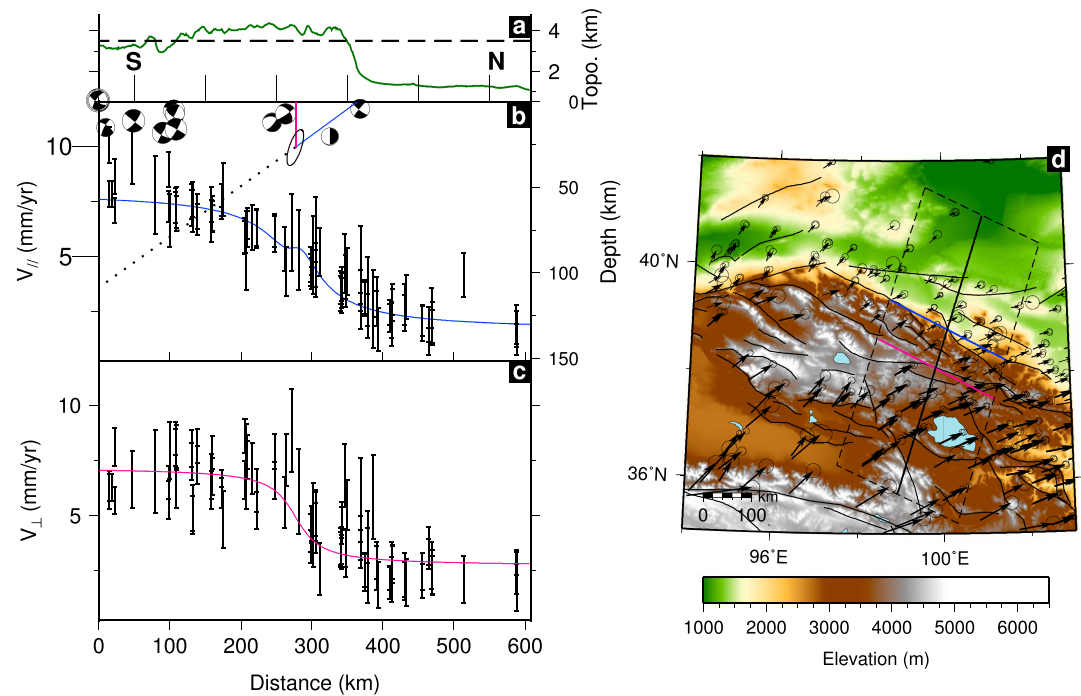 a
4
2
0
Topo. (km)
S
N
b
10
5
V// (mm/yr)
50
100
150
Depth (km)
c
10
5
V⊥ (mm/yr)
0
100
200
300
400
500
600
Distance (km)
d
40˚N
36˚N
km
0
100
96˚E
100˚E
1000
2000
3000
4000
5000
6000
Elevation (m)